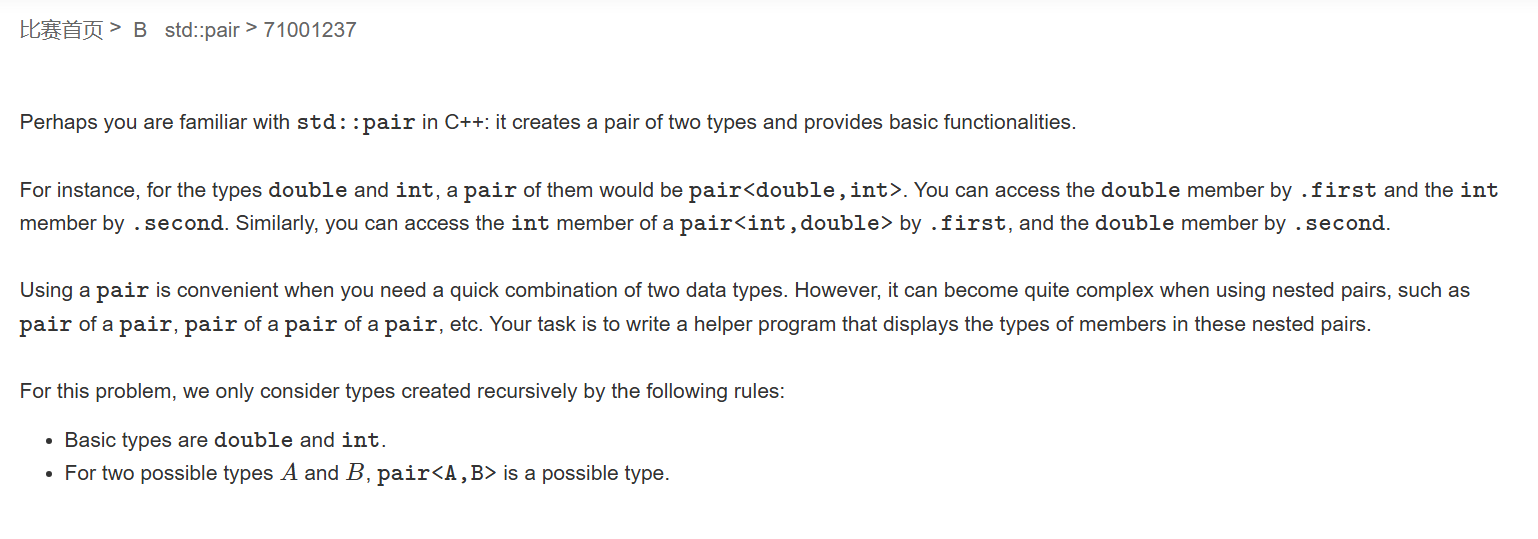 比赛首页 > B std::pair > 71001237
Perhaps you are familiar with std::pair in C++: it creates a pair of two types and provides basic functionalities.
For instance, for the types double and int, a pair of them would be pair<double,int>. You can access the double member by .first and the int
member by .second. Similarly, you can access the int member of a pair<int,double> by .first, and the double member by .second.
Using a pair is convenient when you need a quick combination of two data types. However, it can become quite complex when using nested pairs, such as
pair of a pair, pair of a pair of a pair, etc. Your task is to write a helper program that displays the types of members in these nested pairs.
For this problem, we only consider types created recursively by the following rules:
• Basic types are double and int.
• For two possible types A and B, pair<A,B> is a possible type.